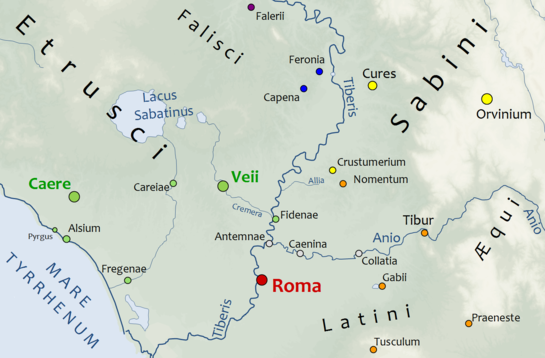 Falerii
Falisci
Etrusci
Sabini
Feronia
Capena
Tiberis
Cures
Orvinium
Lacus
Sabatinus
Crustumerium
Nomentum
Allia
Caere
Careiae
Veii
Cremera
Fidenae
Pyrgus
Alsium
Antemnae
Caenina
Anio
Tibur
Collatia
Æqui
Anio
Fregenae
Roma
Gabii
MARE
TYRRHENUM
Tiberis
Latini
Praeneste
Tusculum